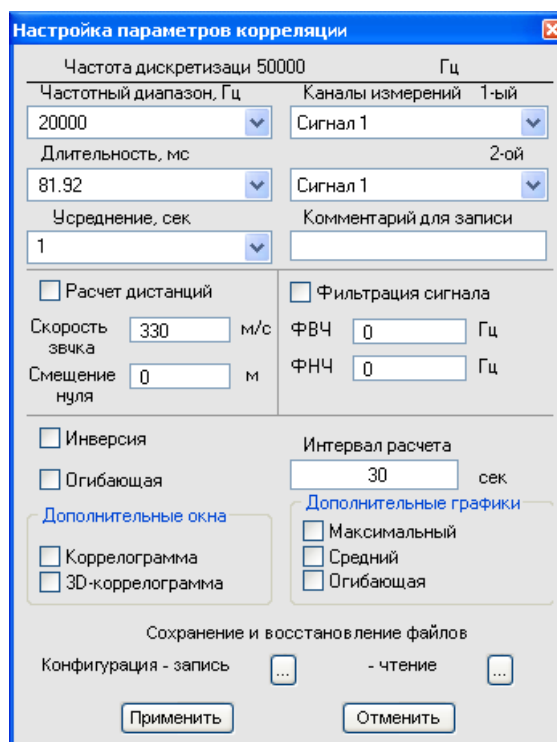 Настройка параметров корреляции
Частота дискретизаци 50000 Гц
Частотный диапазон, Гц
Каналы измерений 1-ый
20000
Сигнал 1
Длительность, мс
2-ой
81.92
Сигнал 1
Усреднение, сек
Комментарий для записи
1
Расчет дистанций
Фильтрация сигнала
Скорость звчка
330
м/с
ФВЧ
0
Гц
Смещение нуля
0
м
ФНЧ
0
Гц
Инверсия
Интервал расчета
Огибающая
30
сек
Дополнительные окна
Дополнительные графики
Коррелограмма
3D-коррелограмма
Максимальный
Средний
Огибающая
Сохранение и восстановление файлов
Конфигурация - запись
...
- чтение
...
Применить
Отменить